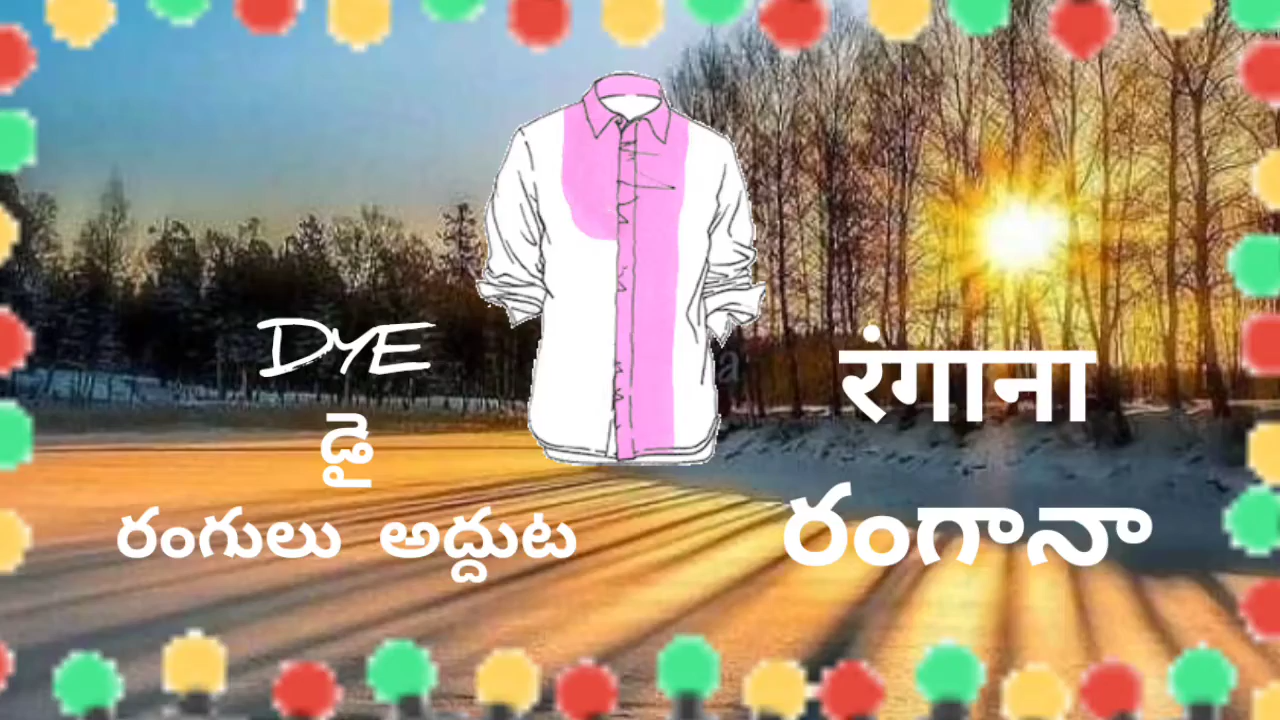 DYE
డై
రంగులు అద్దుట
रंगाना
రంగానా